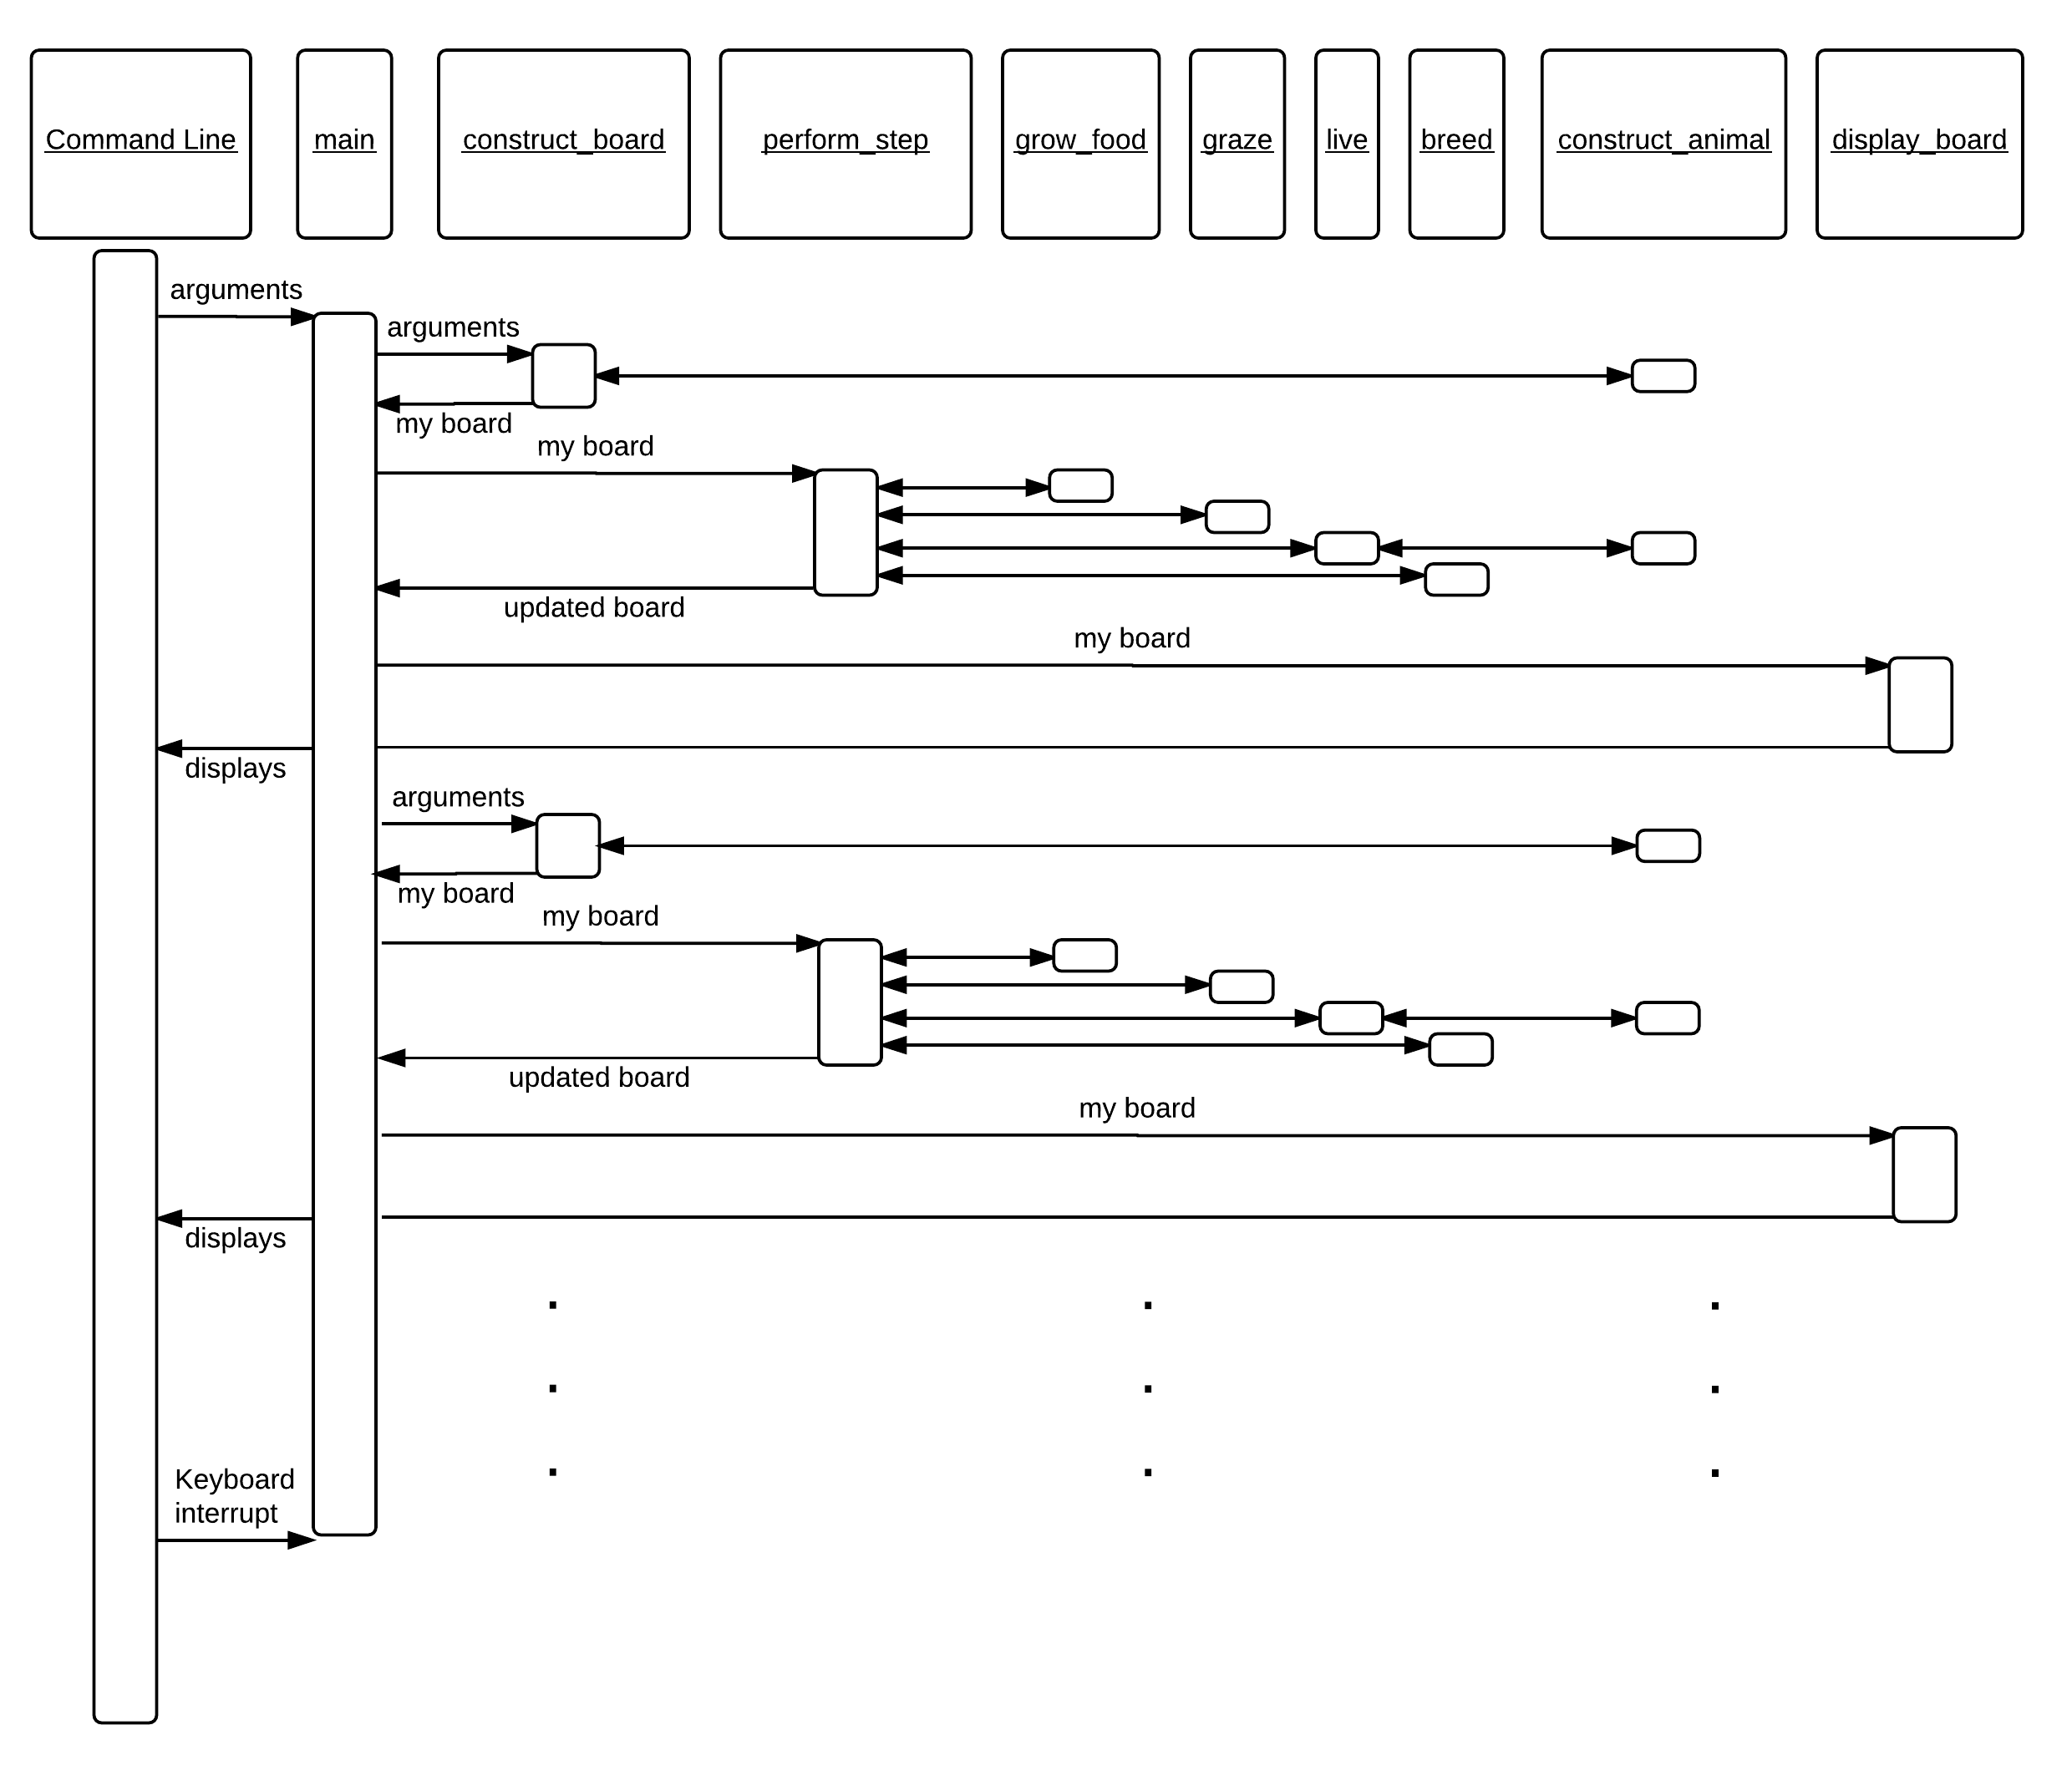 Command Line
main
construct_board
perform_step
grow_food
graze
live
breed
construct_animal
display_board
arguments
arguments
my board
my board
updated board
my board
displays
arguments
my board
my board
updated board
my board
displays
Keyboard
interrupt